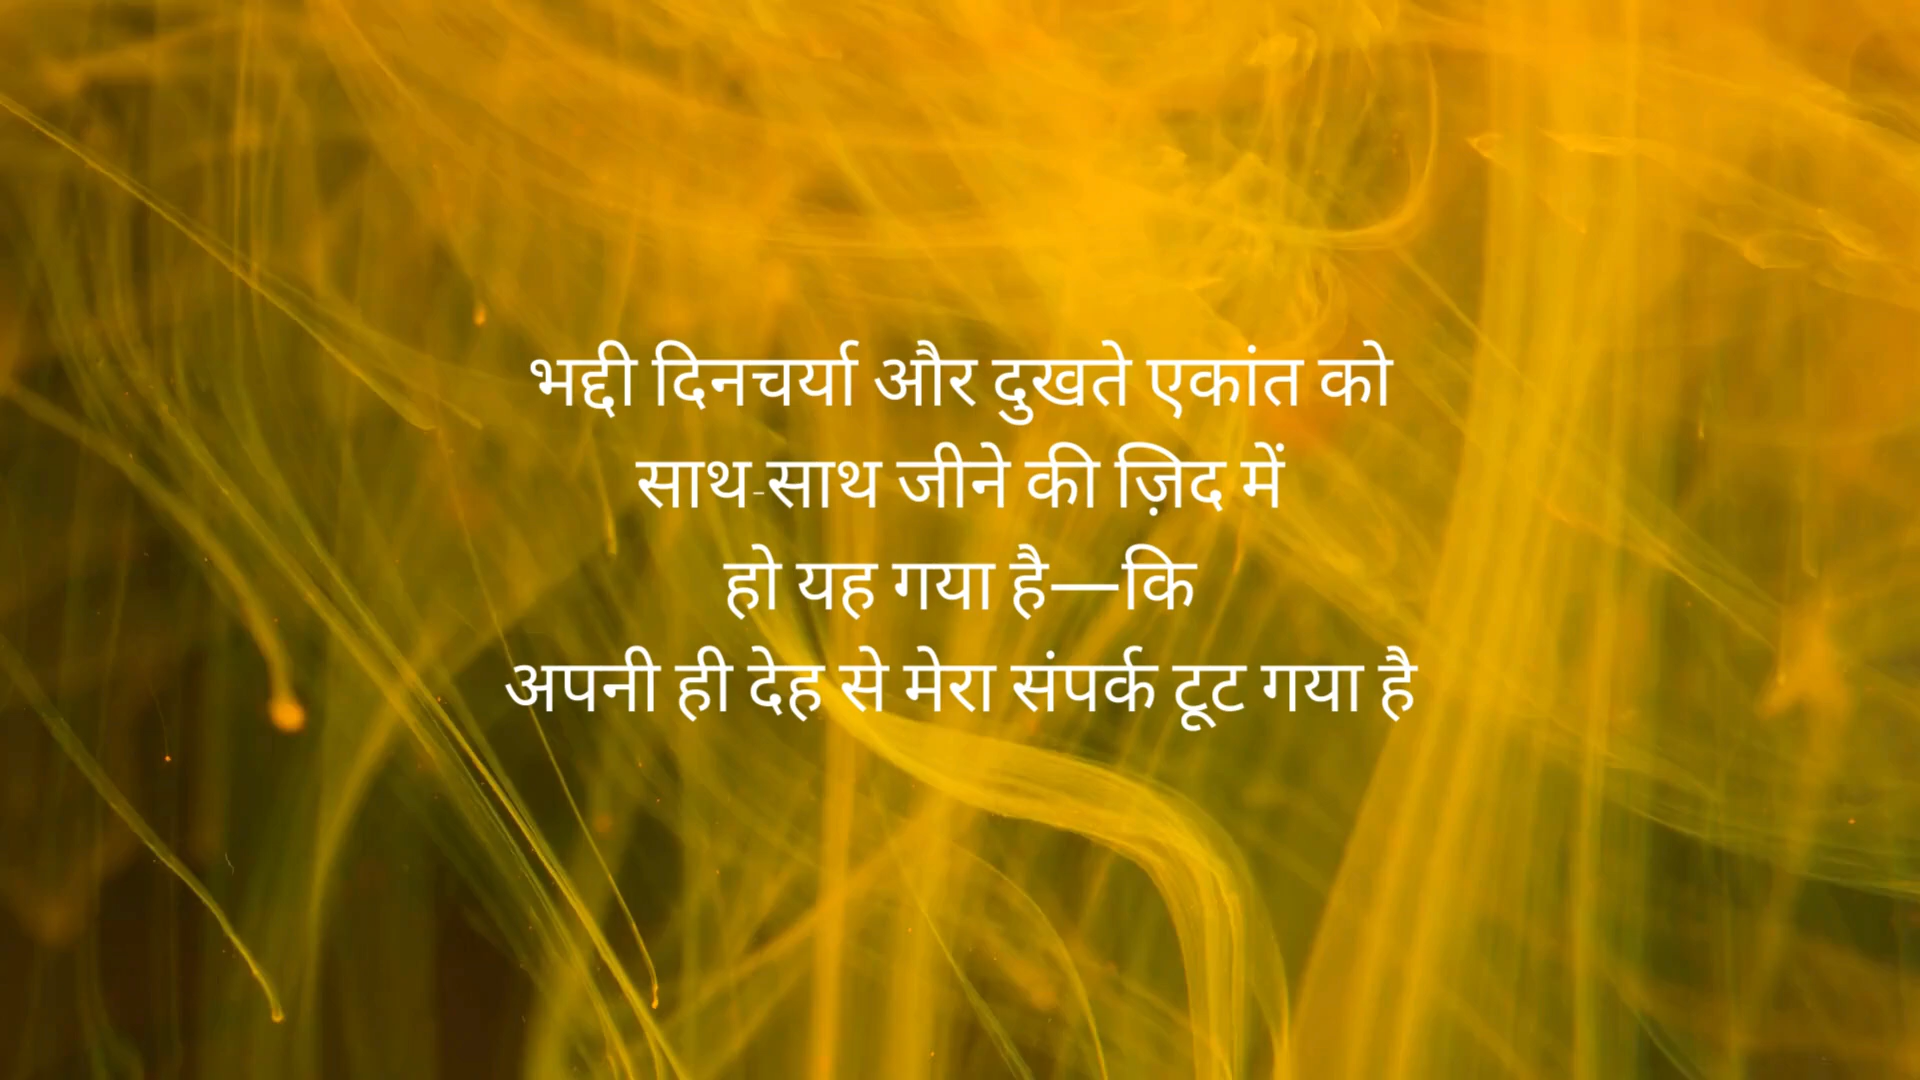 भद्दी दिनचर्या और दुखते एकांत को
साथ-साथ जीने की ज़िद में
हो यह गया है—कि
अपनी ही देह से मेरा संपर्क टूट गया है